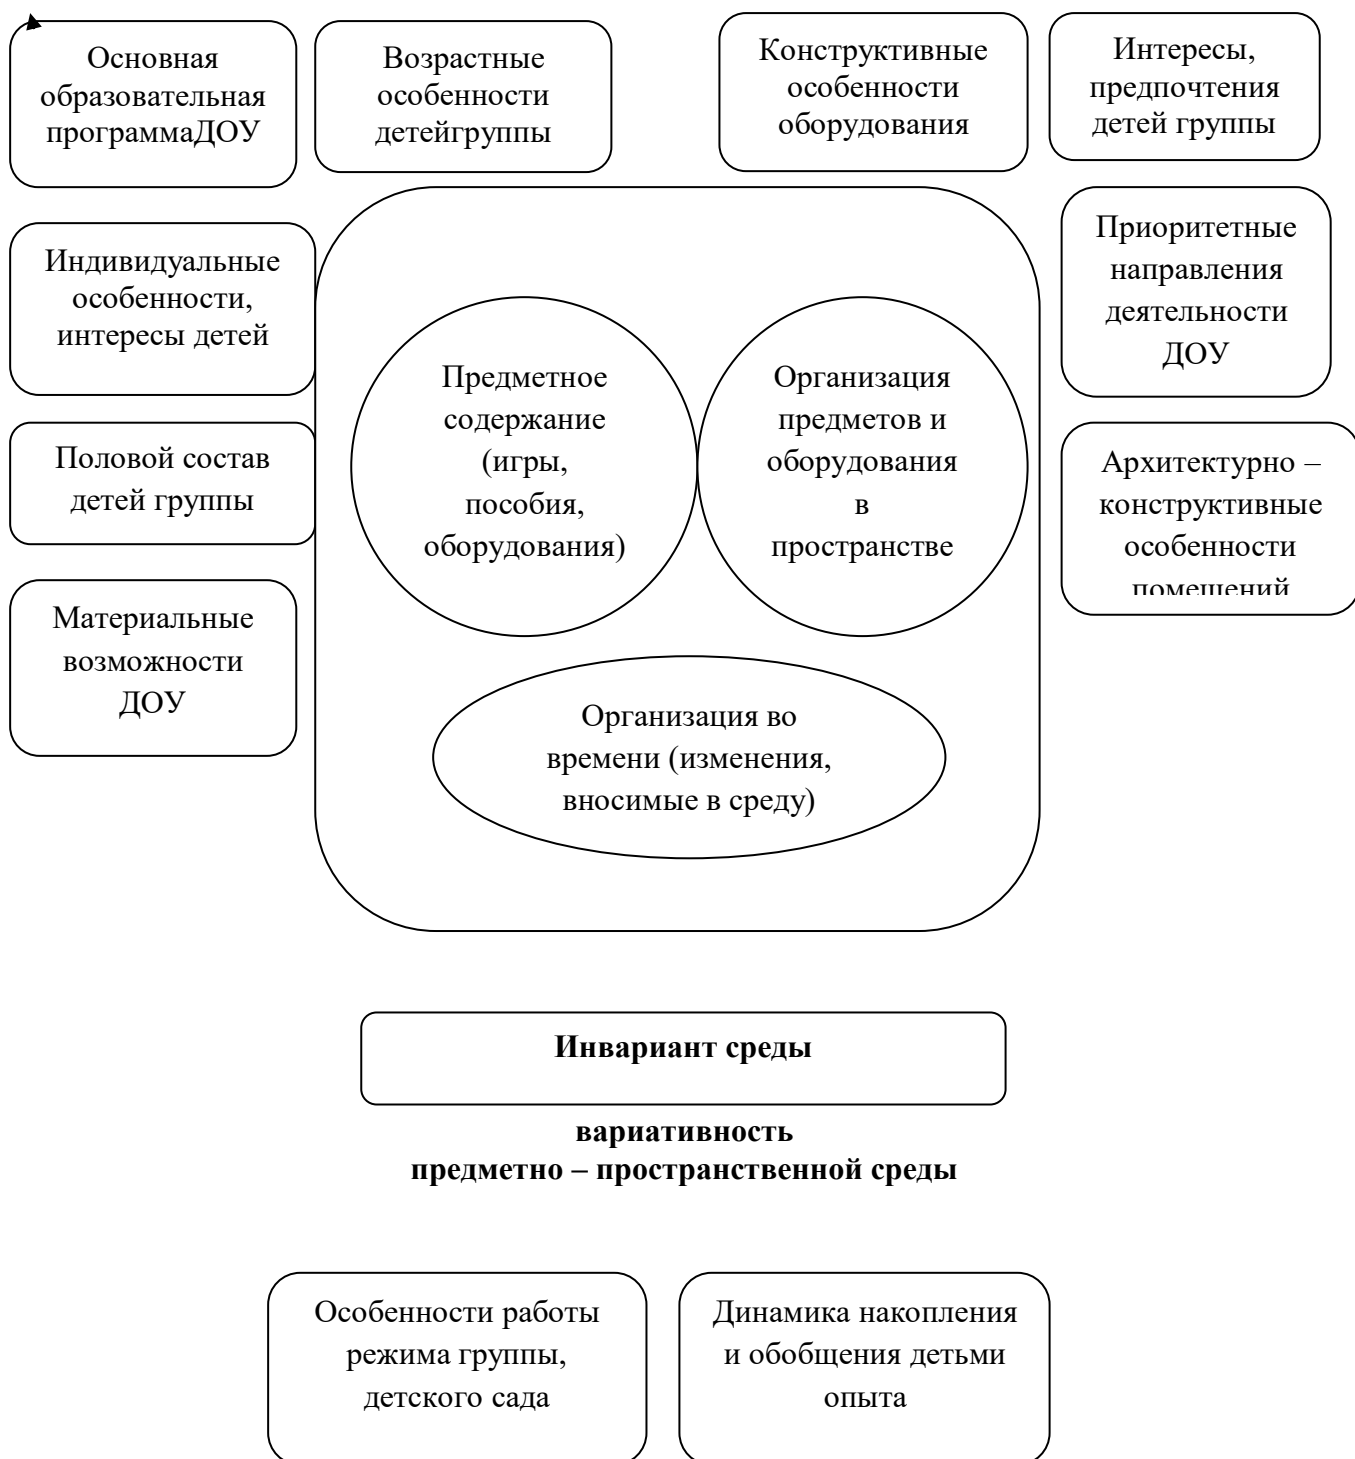 Основная
образовательная
программаДОУ
Возрастные
особенности
детейгруппы
Конструктивные
особенности
оборудования
Интересы,
предпочтения
детей группы
Индивидуальные
особенности,
интересы детей
Приоритетные
направления
деятельности
ДОУ
Предметное
содержание
(игры,
пособия,
оборудования)
Организация
предметов и
оборудования
в
пространстве
Половой состав
детей группы
Архитектурно –
конструктивные
особенности
помещений
Материальные
возможности
ДОУ
Организация во
времени (изменения,
вносимые в среду)
Инвариант среды
вариативность
предметно – пространственной среды
Особенности работы
режима группы,
детского сада
Динамика накопления
и обобщения детьми
опыта